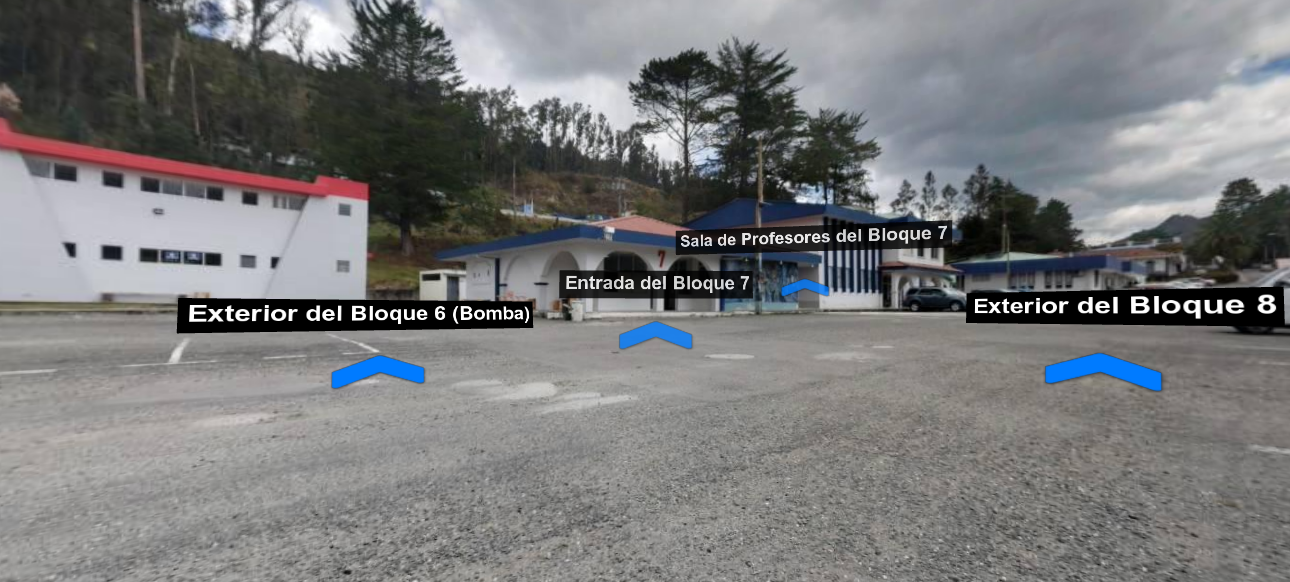 Sala de Profesores del Bloque 7
7
Entrada del Bloque 7
Exterior del Bloque 6 (Bomba)
Exterior del Bloque 8